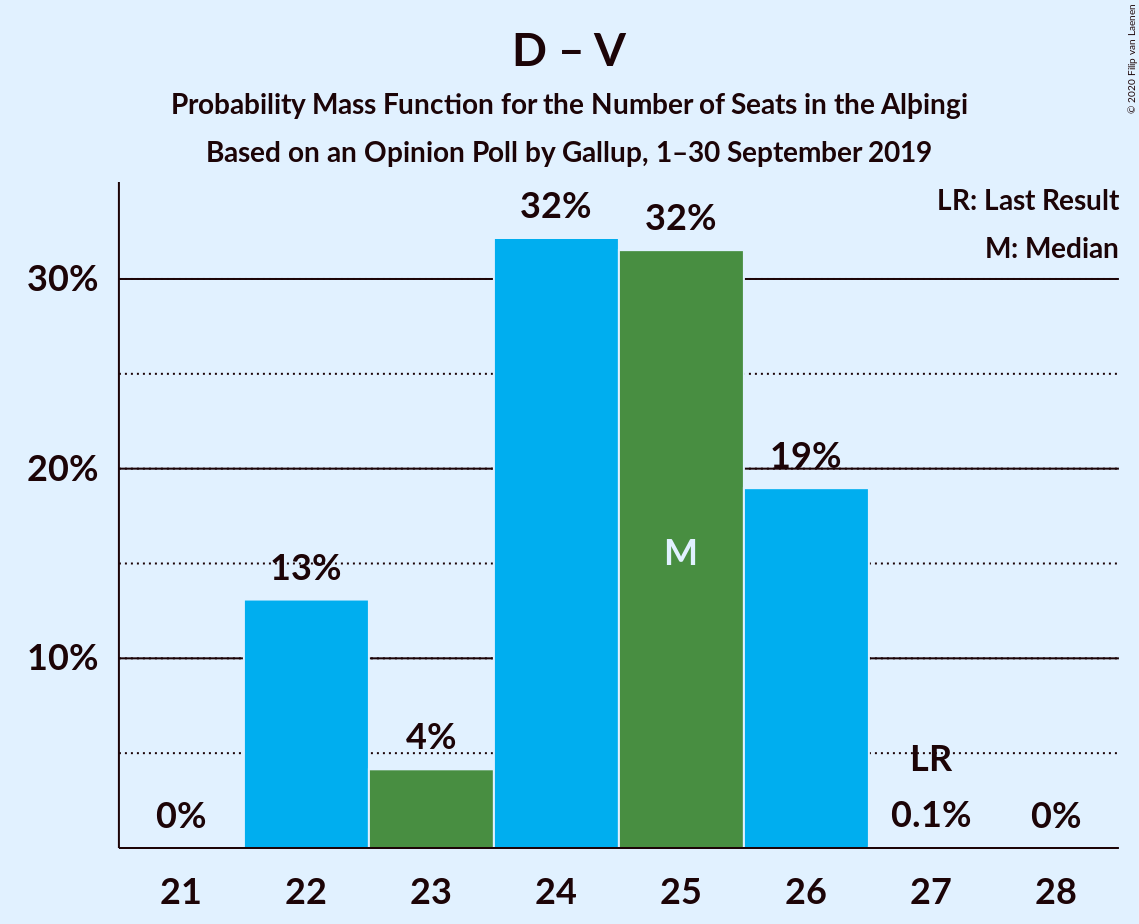 D – V
Probability Mass Function for the Number of Seats in the Alþingi
Based on an Opinion Poll by Gallup, 1–30 September 2019
© 2020 Filip van Laenen
LR: Last Result
M: Median
30%
20%
10%
0%
13%
4%
32%
32%
M
19%
LR
0.1%
0%
21
22
23
24
25
26
27
28